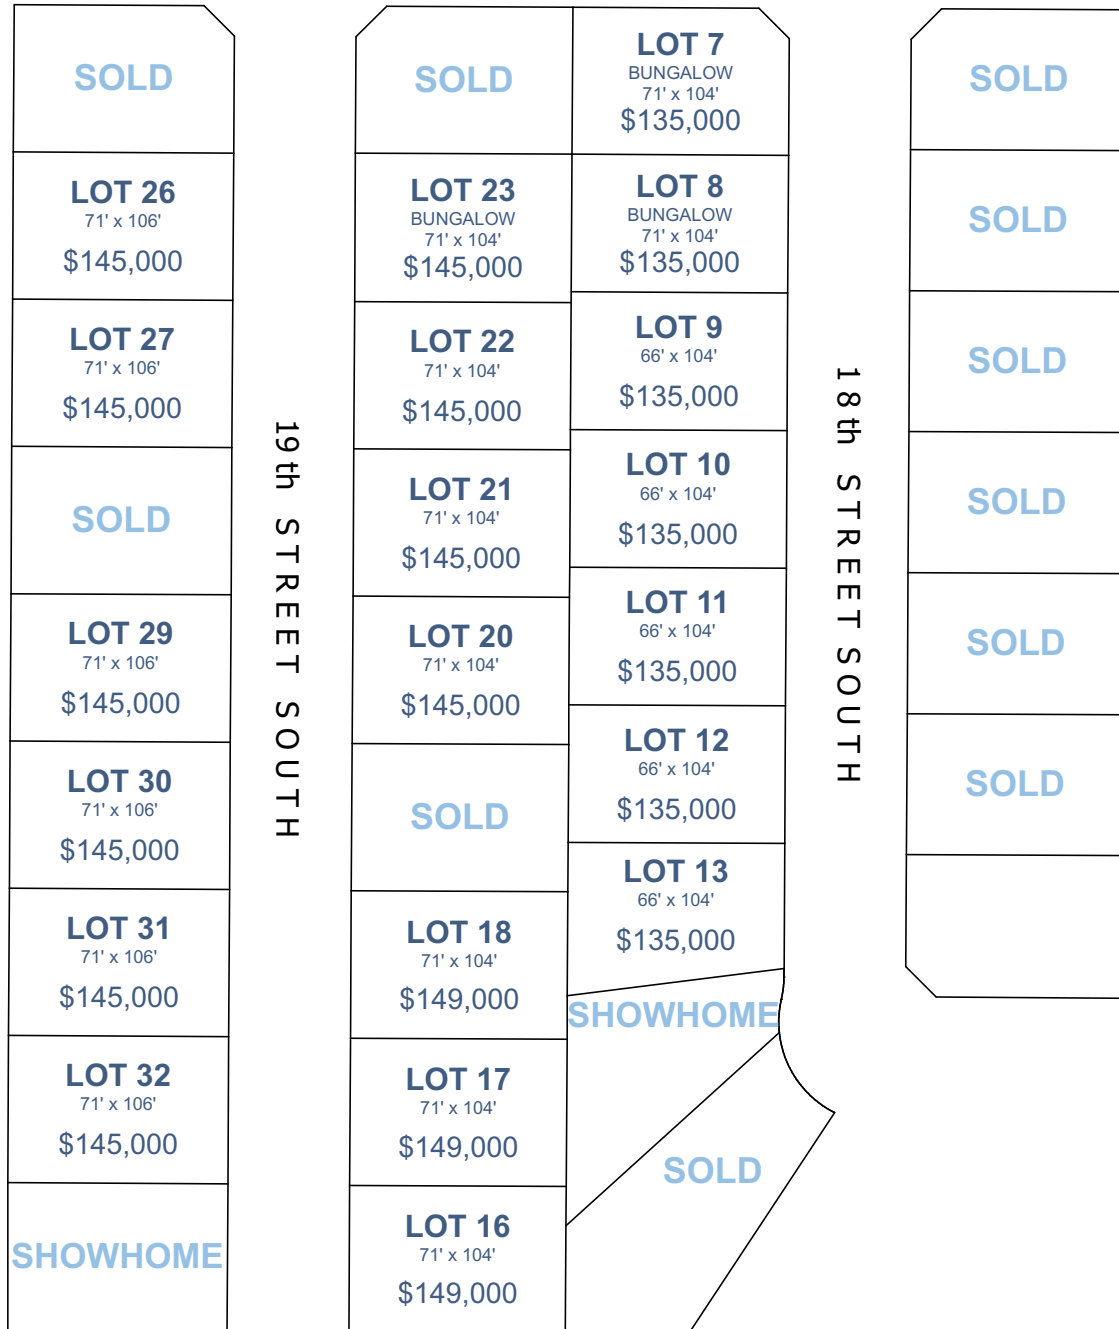 SOLD
LOT 26
71' x 106'
$145,000
LOT 27
71' x 106'
$145,000
SOLD
LOT 29
71' x 106'
$145,000
LOT 30
71' x 106'
$145,000
LOT 31
71' x 106'
$145,000
LOT 32
71' x 106'
$145,000
SHOWHOME
19th STREET SOUTH
SOLD
LOT 23
BUNGALOW
71' x 104'
$145,000
LOT 22
71' x 104'
$145,000
LOT 21
71' x 104'
$145,000
LOT 20
71' x 104'
$145,000
SOLD
LOT 18
71' x 104'
$149,000
LOT 17
71' x 104'
$149,000
LOT 16
71' x 104'
$149,000
LOT 7
BUNGALOW
71' x 104'
$135,000
LOT 8
BUNGALOW
71' x 104'
$135,000
LOT 9
66' x 104'
$135,000
LOT 10
66' x 104'
$135,000
LOT 11
66' x 104'
$135,000
LOT 12
66' x 104'
$135,000
LOT 13
66' x 104'
$135,000
SHOWHOME
SOLD
18th STREET SOUTH
SOLD
SOLD
SOLD
SOLD
SOLD
SOLD